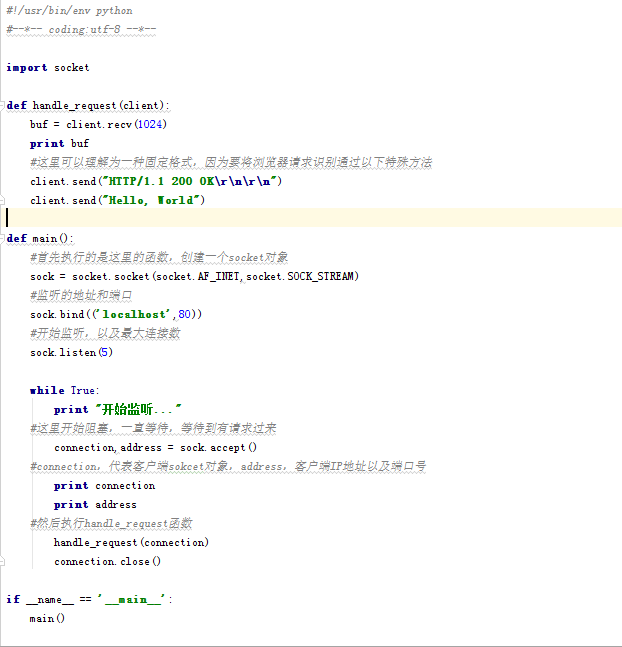 #!/usr/bin/env python
#--*-- coding:utf-8 --*--
import socket
def handle_request(client):
    buf = client.recv(1024)
    print buf
    #这里可以理解为一种固定格式，因为要将浏览器请求识别通过以下特殊方法
    client.send("HTTP/1.1 200 OK\r\n\r\n")
    client.send("Hello, World")
def main():
    #首先执行的是这里的函数，创建一个socket对象
    sock = socket.socket(socket.AF_INET,socket.SOCK_STREAM)
    #监听的地址和端口
    sock.bind(('localhost',80))
    #开始监听，以及最大连接数
    sock.listen(5)
    while True:
        print "开始监听..."
    #这里开始阻塞，一直等待，等待到有请求过来
        connection,address = sock.accept()
    #connection，代表客户端sokcet对象，address，客户端IP地址以及端口号
        print connection
        print address
    #然后执行handle_request函数
        handle_request(connection)
        connection.close()
if __name__ == '__main__':
    main()